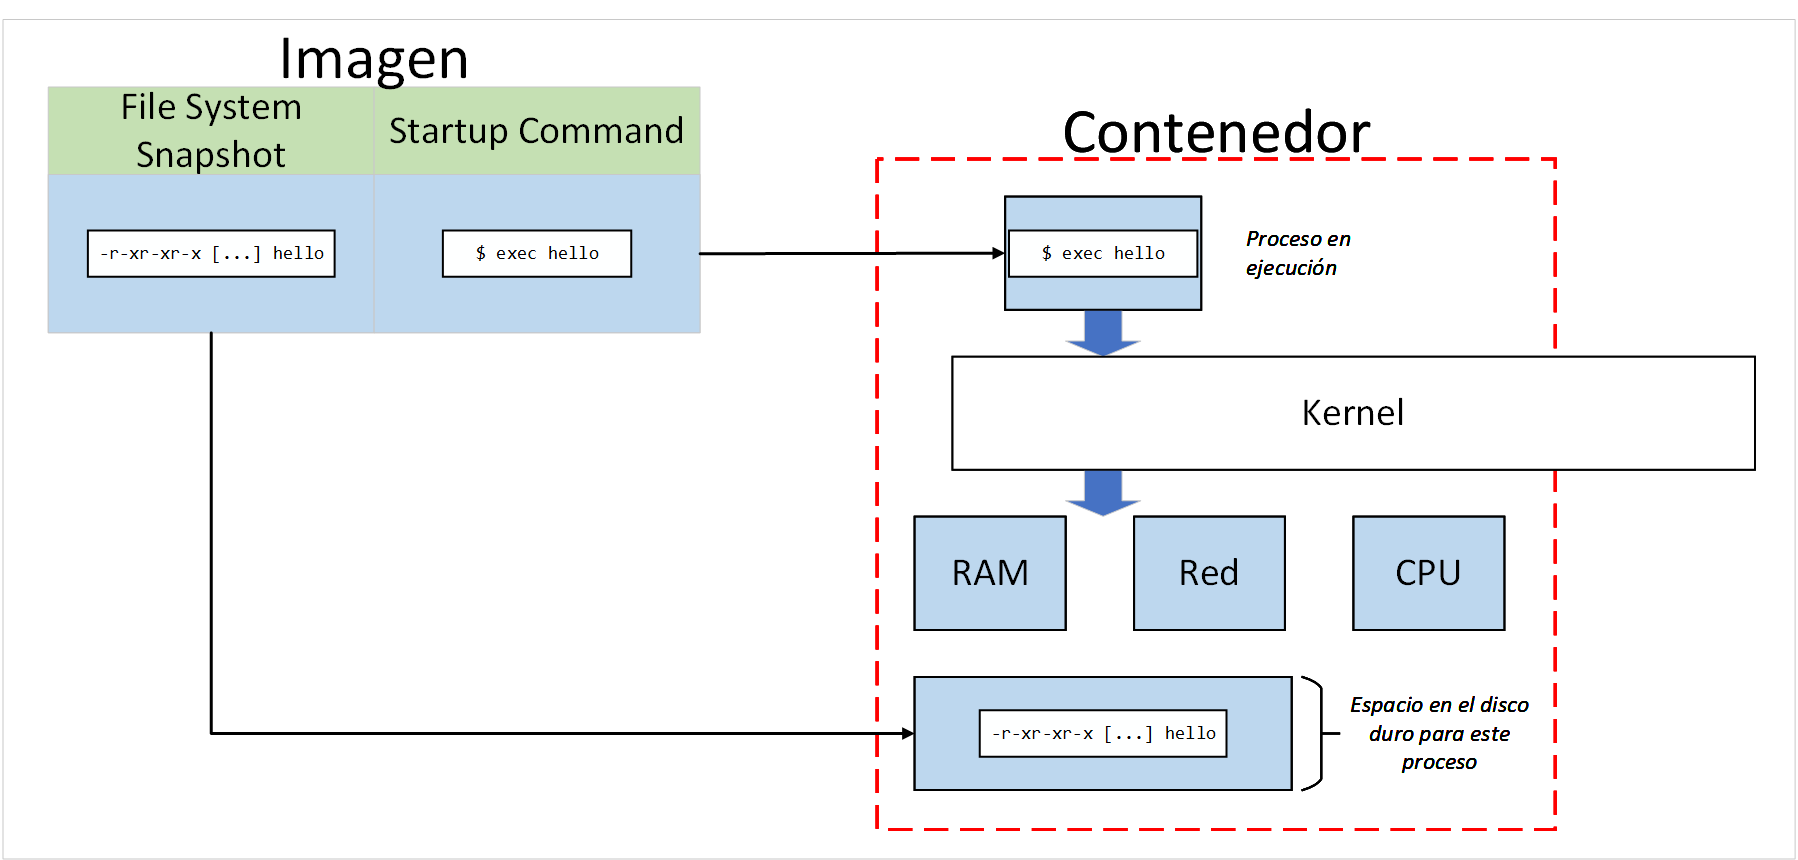 Imagen
File System
Snapshot
Startup Command
-r-xr-xr-x [...] hello
$ exec hello
Contenedor
$ exec hello
Proceso en
ejecución
Kernel
RAM
Red
CPU
-r-xr-xr-x [...] hello
Espacio en el disco
duro para este
proceso